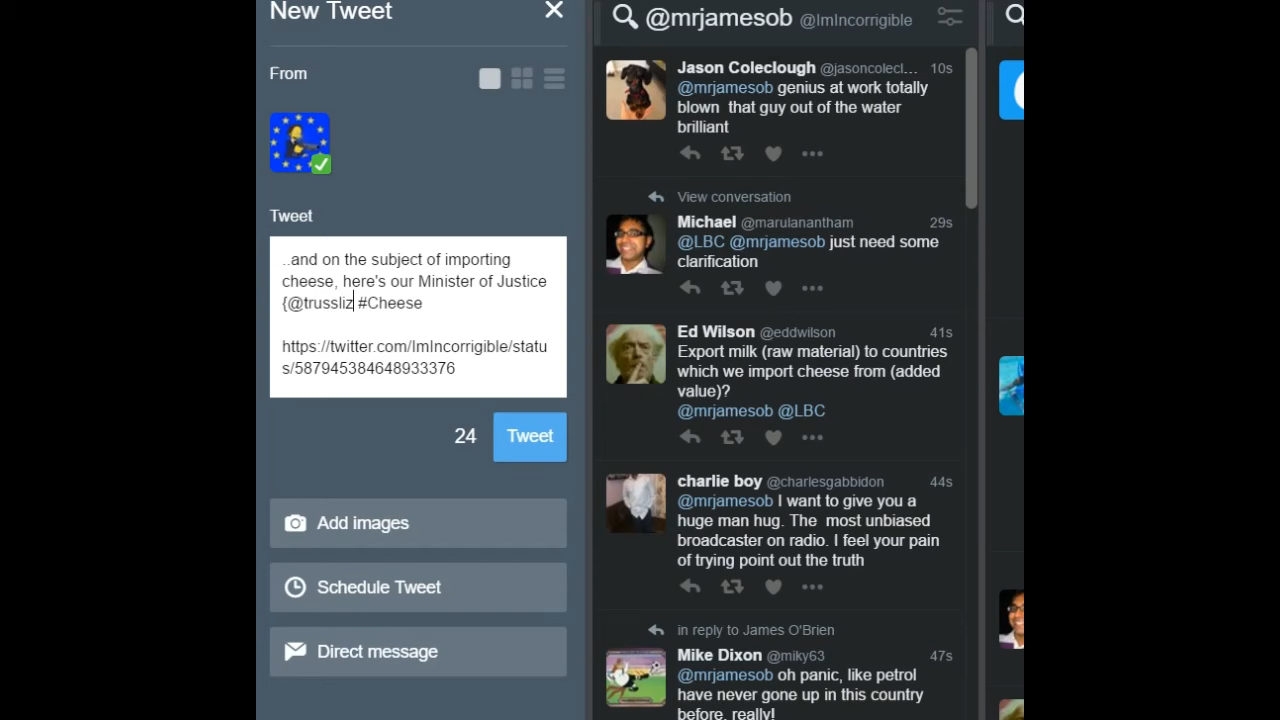 New Tweet
From
Tweet
..and on the subject of importing
cheese, here's our Minister of Justice
{@trussliz #Cheese
https://twitter.com/ImIncorrigible/statu
s/587945384648933376
24
Tweet
Add images
Schedule Tweet
Direct message
@mrjamesob @ImIncorrigible
Jason Coleclough @jasoncolecl... 10s
@mrjamesob genius at work totally
blown that guy out of the water
brilliant
View conversation
Michael @marulanantham 29s
@LBC @mrjamesob just need some
clarification
Ed Wilson @eddwilson 41s
Export milk (raw material) to countries
which we import cheese from (added
value)?
@mrjamesob @LBC
charlie boy @charlesgabbidon 44s
@mrjamesob I want to give you a
huge man hug. The most unbiased
broadcaster on radio. I feel your pain
of trying point out the truth
in reply to James O'Brien
Mike Dixon @miky63 47s
@mrjamesob oh panic, like petrol
have never gone up in this country
before, really!